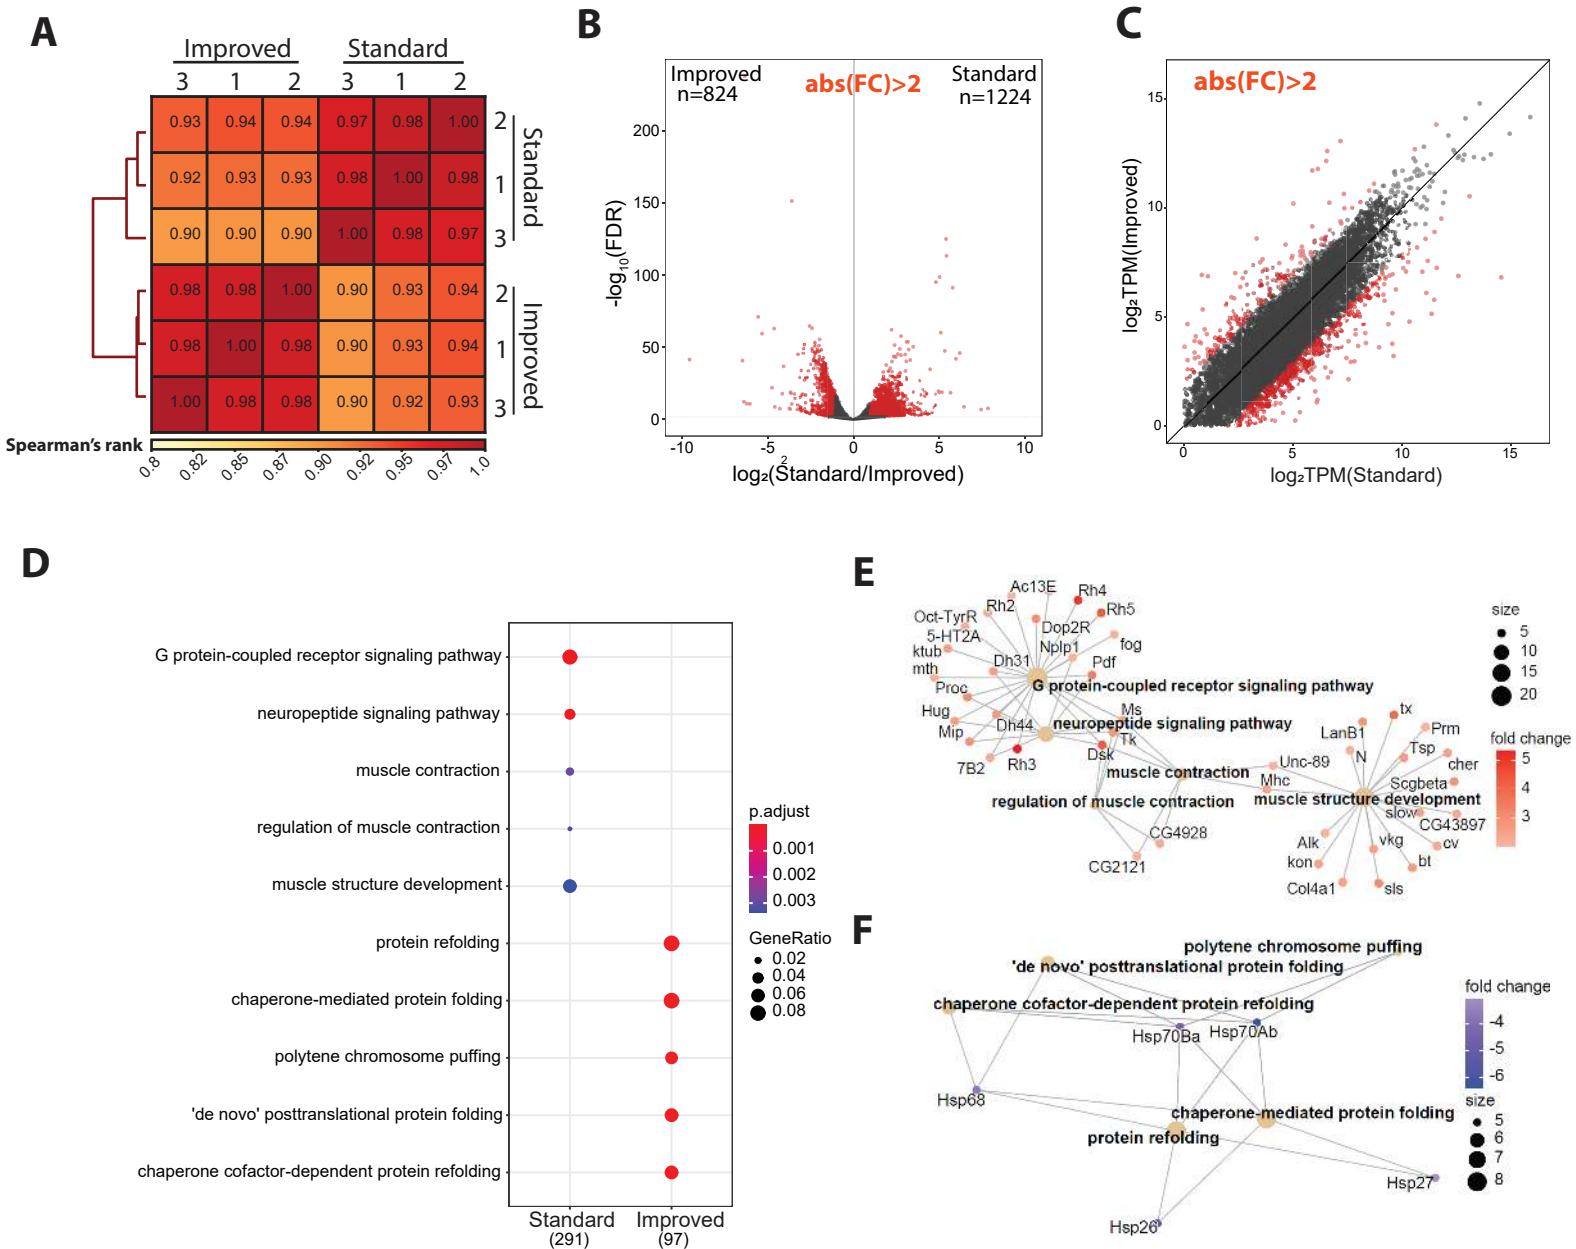 A
Improved Standard
3 1 2 3 1 2
0.93 0.94 0.94 0.97 0.98 1.00 2
0.92 0.93 0.93 0.98 1.00 0.98 1
0.90 0.90 0.90 1.00 0.98 0.97 3
Standard
0.98 0.98 1.00 0.90 0.93 0.94 2
0.98 1.00 0.98 0.90 0.93 0.94 1
1.00 0.98 0.98 0.90 0.92 0.93 3
Improved
Spearman's rank
0.8 0.82 0.85 0.87 0.90 0.92 0.95 0.97 1.0
B
Improved
n=824
abs(FC)>2
Standard
n=1224
200
150
100
50
0
-log10(FDR)
-10 -5 0 5 10
2
log₂(Standard/Improved)
C
abs(FC)>2
15
10
5
0
log₂TPM(Improved)
0 5 10 15
log₂TPM(Standard)
D
G protein-coupled receptor signaling pathway
neuropeptide signaling pathway
muscle contraction
regulation of muscle contraction
muscle structure development
protein refolding
chaperone-mediated protein folding
polytene chromosome puffing
'de novo' posttranslational protein folding
chaperone cofactor-dependent protein refolding
Standard
(291)
Improved
(97)
p.adjust
0.001
0.002
0.003
GeneRatio
0.02
0.04
0.06
0.08
E
Ac13E
Rh4
Rh2
Rh5
Oct-TyrR
Dop2R
5-HT2A
Nplp1
fog
ktub
Dh31
Pdf
mth
G protein-coupled receptor signaling pathway
Proc
Hug
Ms
Dh44
neuropeptide signaling pathway
Mip
Tk
7B2
Rh3
Dsk
muscle contraction
regulation of muscle contraction
CG4928
CG2121
Unc-89
Mhc
muscle structure development
tx
LanB1
Prm
N
Tsp
cher
Scgbeta
slow
CG43897
Alk
vkg
cv
kon
bt
Col4a1
sls
size
5
10
15
20
fold change
5
4
3
F
polytene chromosome puffing
'de novo' posttranslational protein folding
chaperone cofactor-dependent protein refolding
Hsp70Ba
Hsp70Ab
Hsp68
chaperone-mediated protein folding
protein refolding
Hsp27
Hsp26
fold change
-4
-5
-6
size
5
6
7
8